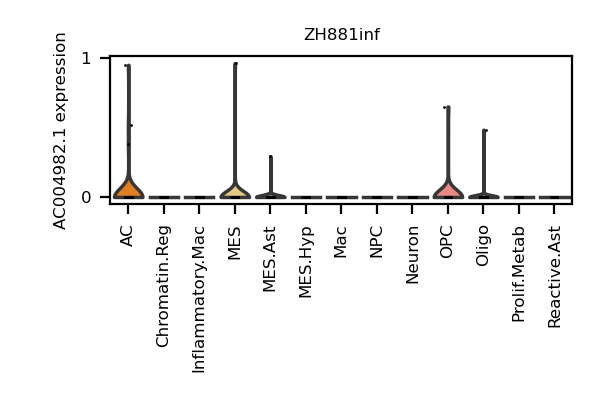 ZH881inf
AC004982.1 expression
1
0
AC
Chromatin.Reg
Inflammatory.Mac
MES
MES.Ast
MES.Hyp
Mac
NPC
Neuron
OPC
Oligo
Prolif.Metab
Reactive.Ast